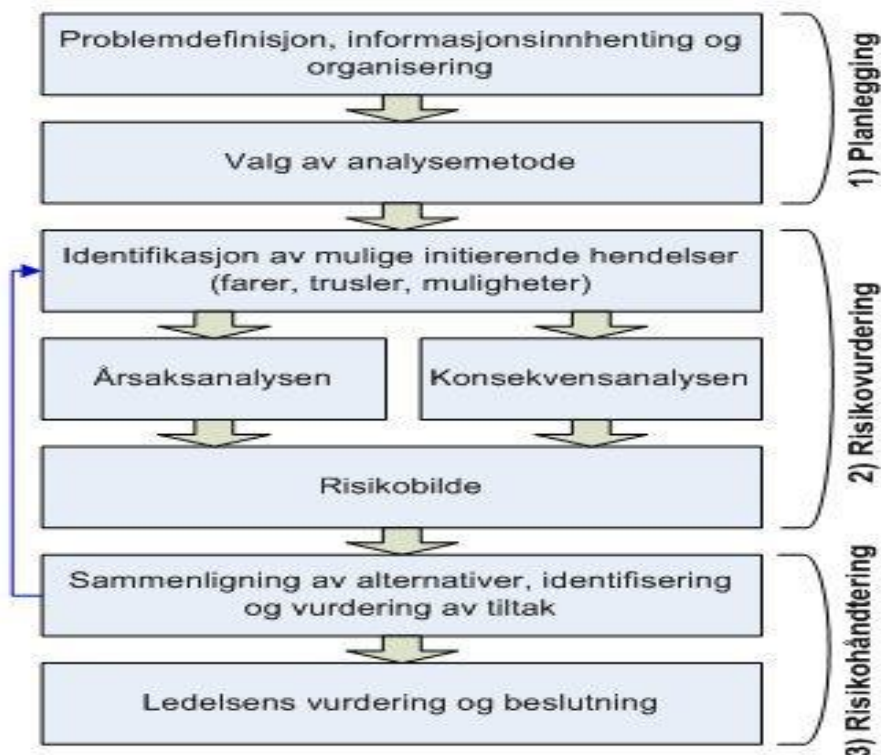 Problemdefinisjon, informasjonsinnhenting og
organisering
Valg av analysemetode
1) Planlegging
Identifikasjon av mulige initierende hendelser
(farer, trusler, muligheter)
Årsaksanalysen
Konsekvensanalysen
Risikobilde
2) Risikovurdering
Sammenligning av alternativer, identifisering
og vurdering av tiltak
Ledelsens vurdering og beslutning
3) Risikohåndtering